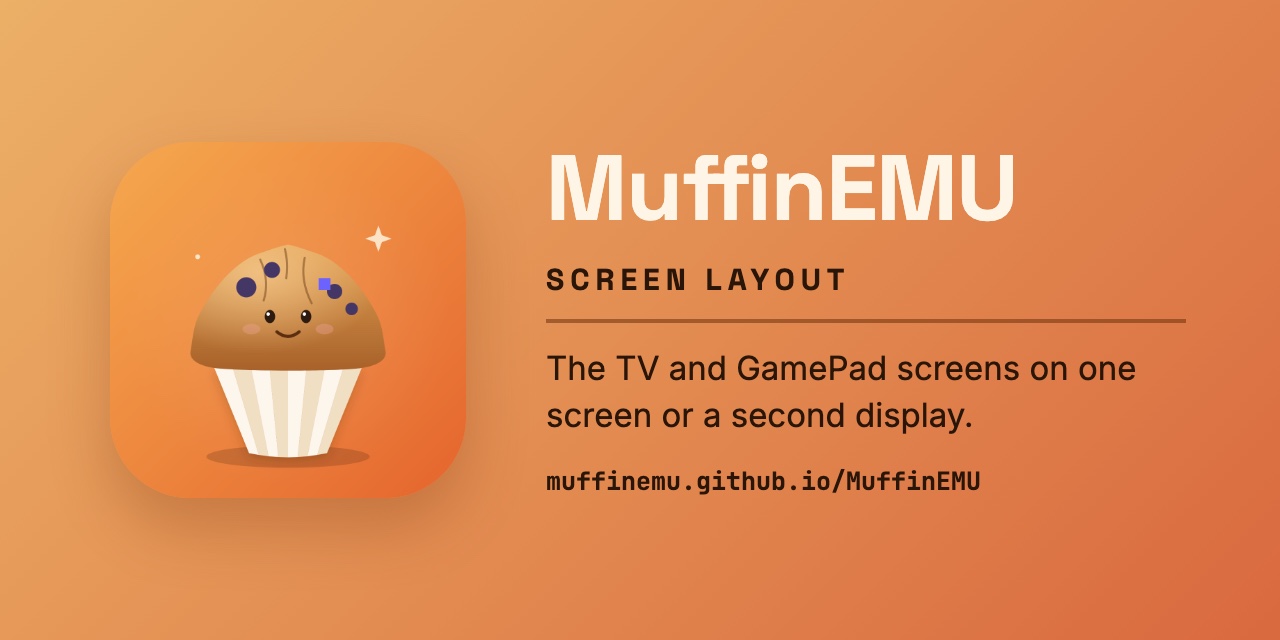 MuffinEMU
SCREEN LAYOUT
The TV and GamePad screens on one
screen or a second display.
muffinemu.github.io/MuffinEMU